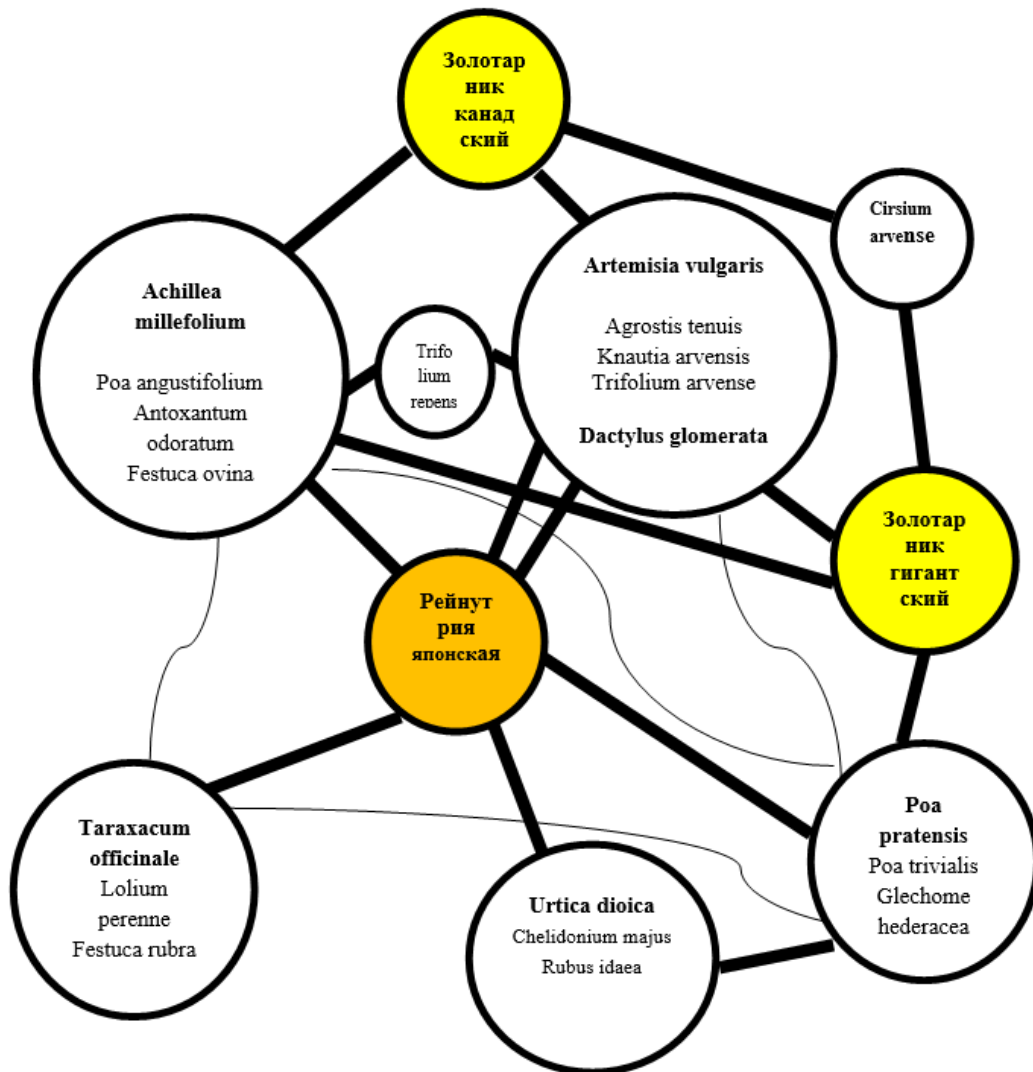 Золотар
ник
канад
ский
Cirsium
arvense
Achillea
millefolium
Poa angustifolium
Antoxantum
odoratum
Festuca ovina
Trifo
lium
repens
Artemisia vulgaris
Agrostis tenuis
Knautia arvensis
Trifolium arvense
Dactylus glomerata
Золотар
ник
гигант
ский
Рейнут
рия
японская
Taraxacum
officinale
Lolium
perenne
Festuca rubra
Urtica dioica
Chelidonium majus
Rubus idaea
Poa
pratensis
Poa trivialis
Glechome
hederacea